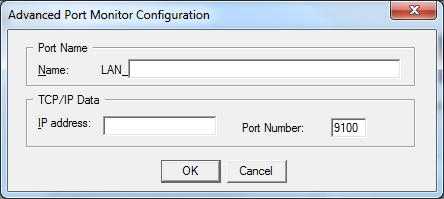 Advanced Port Monitor Configuration
Port Name
Name: LAN_
TCP/IP Data
IP address: Port Number: 9100
OK Cancel